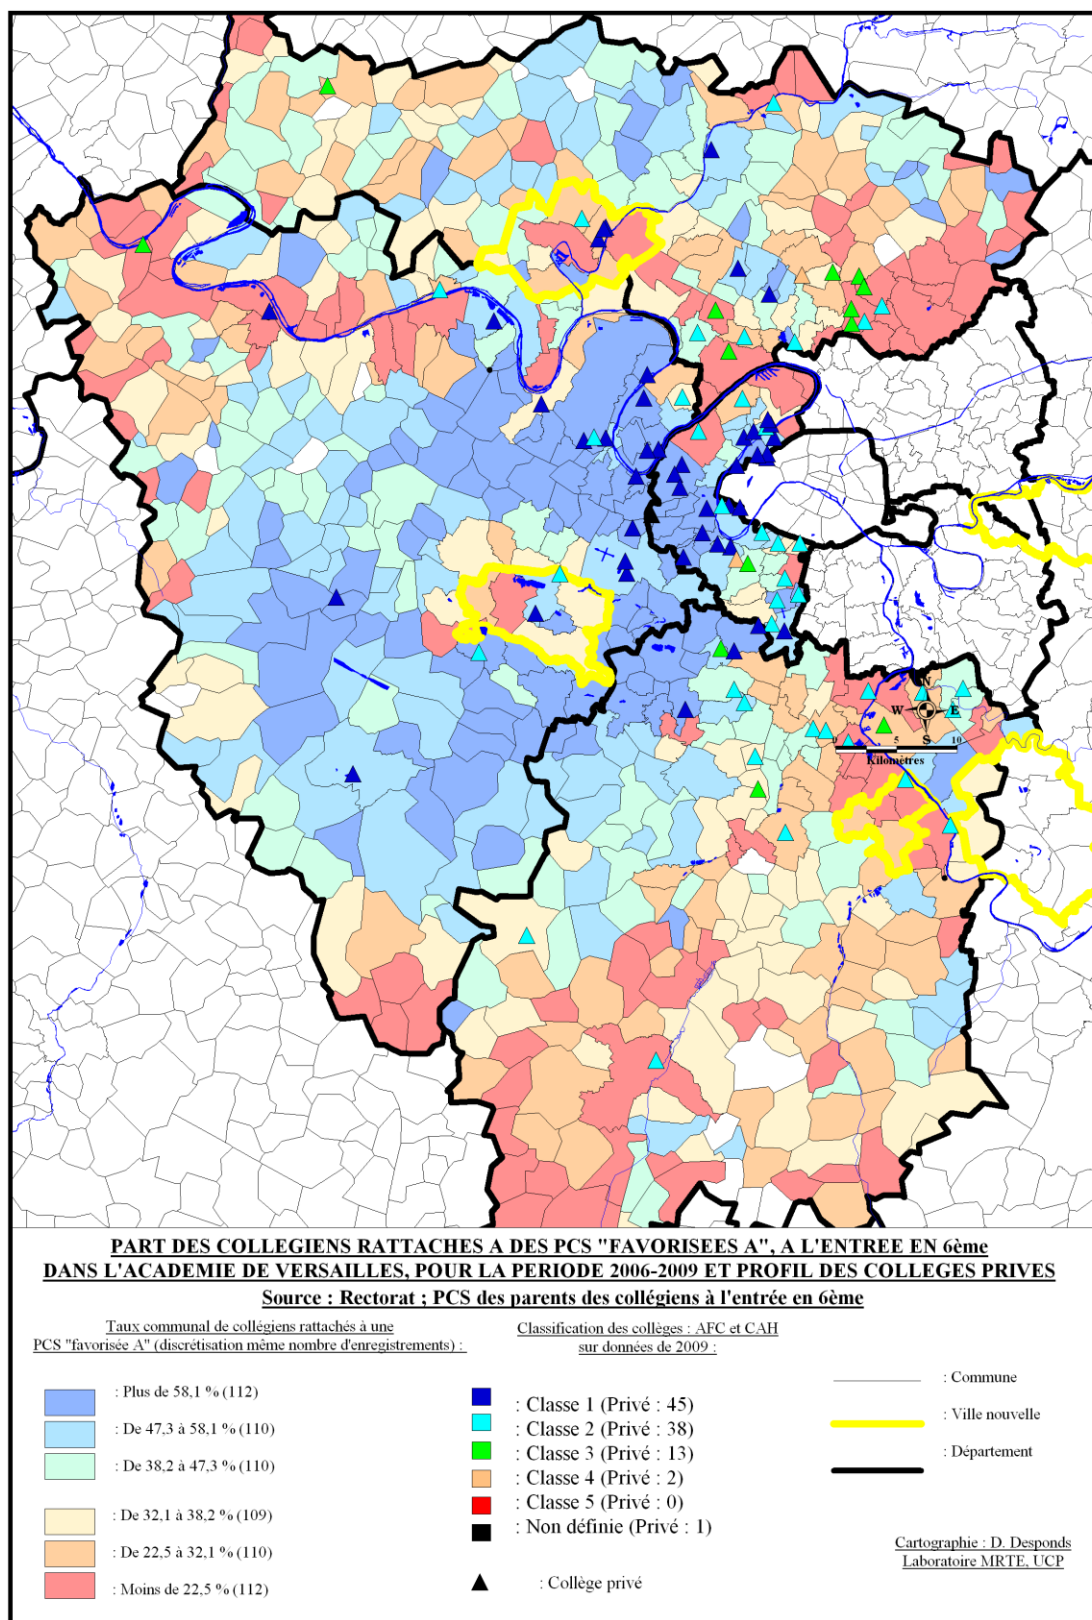 N
W E
S
0 5 10
Kilomètres
PART DES COLLEGIENS RATTACHES A DES PCS "FAVORISEES A", A L'ENTREE EN 6ème
DANS L'ACADEMIE DE VERSAILLES, POUR LA PERIODE 2006-2009 ET PROFIL DES COLLEGES PRIVES
Source : Rectorat ; PCS des parents des collégiens à l'entrée en 6ème
Taux communal de collégiens rattachés à une
PCS "favorisée A" (discrétisation même nombre d'enregistrements) :
: Plus de 58,1 % (112)
: De 47,3 à 58,1 % (110)
: De 38,2 à 47,3 % (110)
: De 32,1 à 38,2 % (109)
: De 22,5 à 32,1 % (110)
: Moins de 22,5 % (112)
Classification des collèges : AFC et CAH
sur données de 2009 :
: Classe 1 (Privé : 45)
: Classe 2 (Privé : 38)
: Classe 3 (Privé : 13)
: Classe 4 (Privé : 2)
: Classe 5 (Privé : 0)
: Non définie (Privé : 1)
: Collège privé
: Commune
: Ville nouvelle
: Département
Cartographie : D. Desponds
Laboratoire MRTE, UCP